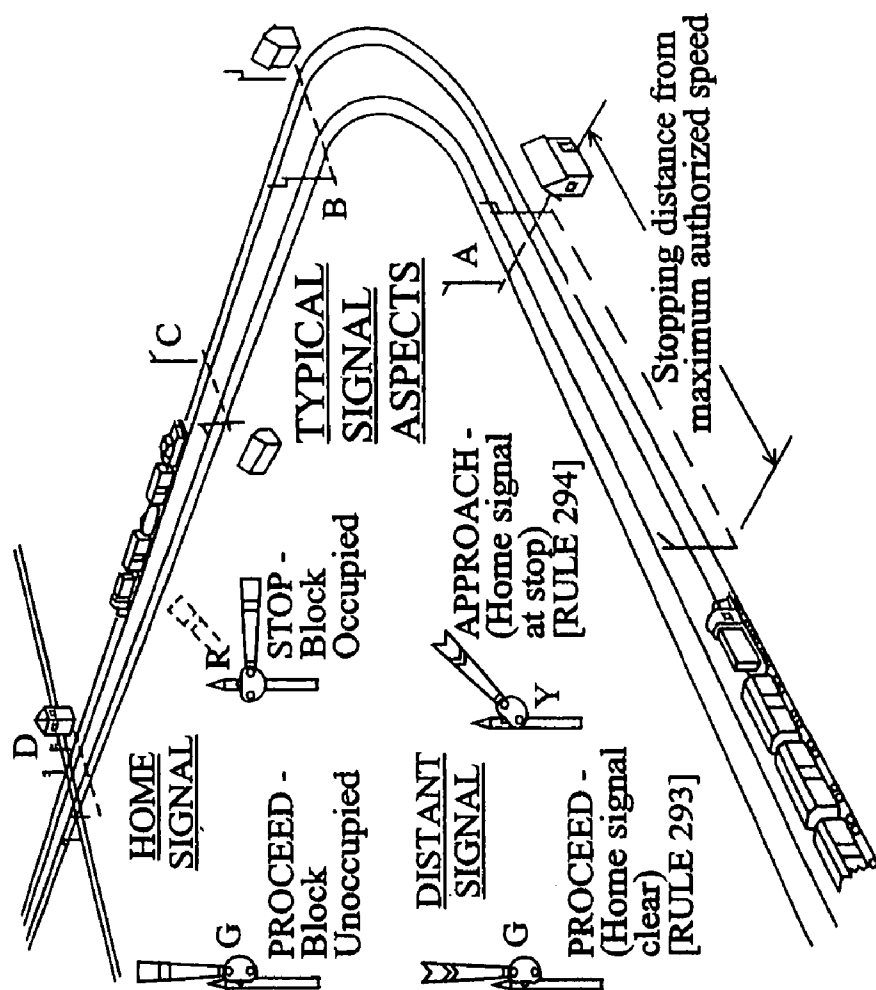 D
C
B
A
TYPICAL
SIGNAL
ASPECTS
HOME
SIGNAL
G
PROCEED -
Block
Unoccupied
R
STOP -
Block
Occupied
DISTANT
SIGNAL
G
PROCEED -
(Home signal
clear)
[RULE 293]
Y
APPROACH -
(Home signal
at stop)
[RULE 294]
Stopping distance from
maximum authorized speed